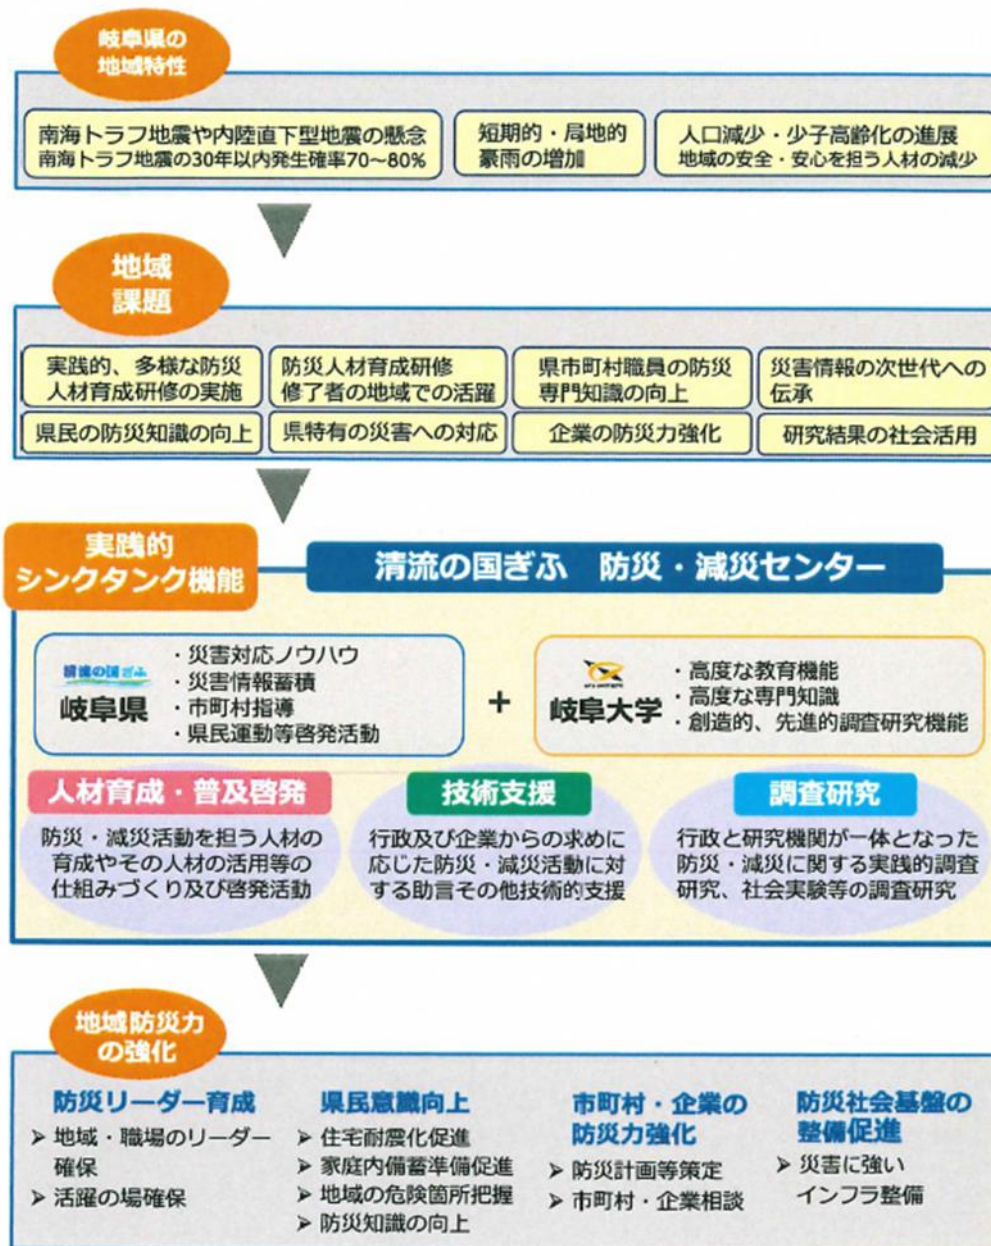 岐阜県の
地域特性
南海トラフ地震や内陸直下型地震の懸念
南海トラフ地震の30年以内発生確率70～80%
短期的・局地的
豪雨の増加
人口減少・少子高齢化の進展
地域の安全・安心を担う人材の減少
地域
課題
実践的、多様な防災
人材育成研修の実施
防災人材育成研修
修了者の地域での活躍
県市町村職員の防災
専門知識の向上
災害情報の次世代への
伝承
県民の防災知識の向上
県特有の災害への対応
企業の防災力強化
研究結果の社会活用
実践的
シンクタンク機能
清流の国ぎふ 防災・減災センター
清流の国ぎふ
岐阜県
・災害対応ノウハウ
・災害情報蓄積
・市町村指導
・県民運動等啓発活動
+
岐阜大学
・高度な教育機能
・高度な専門知識
・創造的、先進的調査研究機能
人材育成・普及啓発
防災・減災活動を担う人材の
育成やその人材の活用等の
仕組みづくり及び啓発活動
技術支援
行政及び企業からの求めに
応じた防災・減災活動に対
する助言その他技術的支援
調査研究
行政と研究機関が一体となった
防災・減災に関する実践的調査
研究、社会実験等の調査研究
地域防災力
の強化
防災リーダー育成
➢ 地域・職場のリーダー
確保
➢ 活躍の場確保
県民意識向上
➢ 住宅耐震化促進
➢ 家庭内備蓄準備促進
➢ 地域の危険箇所把握
➢ 防災知識の向上
市町村・企業の
防災力強化
➢ 防災計画等策定
➢ 市町村・企業相談
防災社会基盤の
整備促進
➢ 災害に強い
インフラ整備